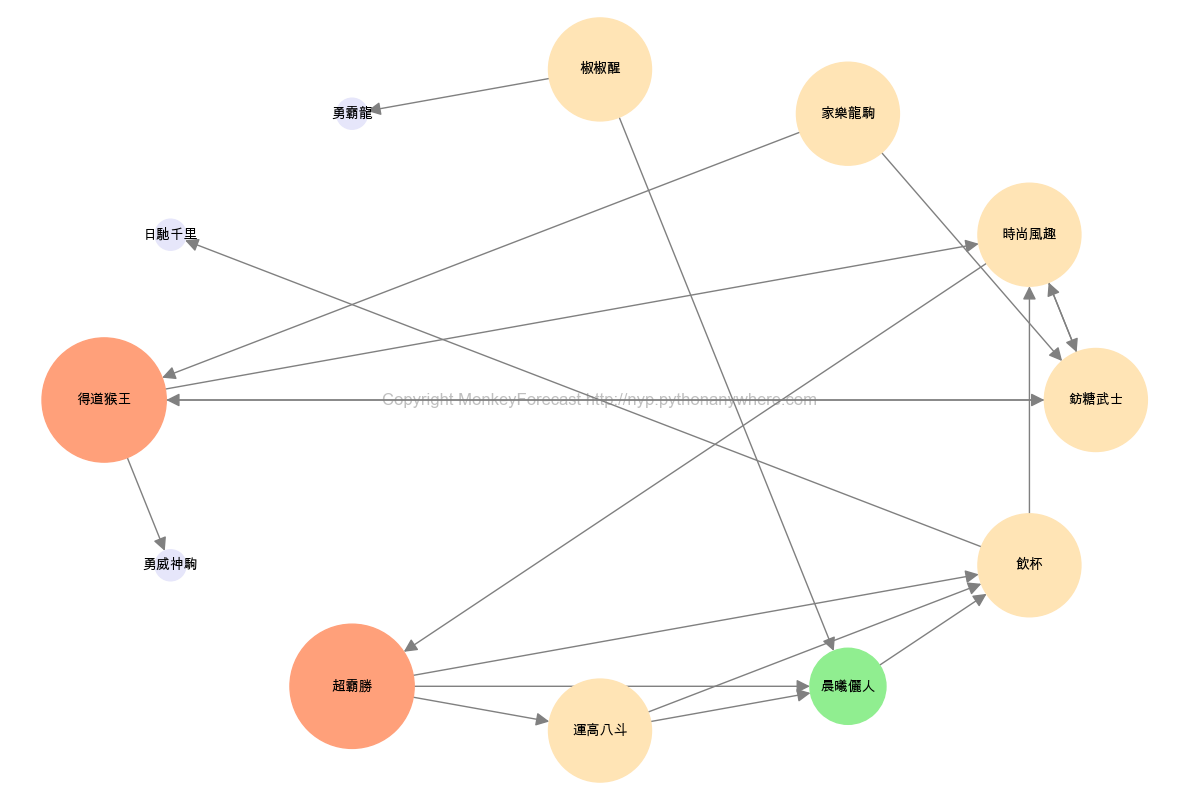 椒椒醒
勇霸龍
家樂龍駒
日馳千里
時尚風趣
得道猴王
Copyright MonkeyForecast http://nyp.pythonanywhere.com
鈁糖武士
勇威神駒
飲杯
超霸勝
晨曦儷人
運高八斗